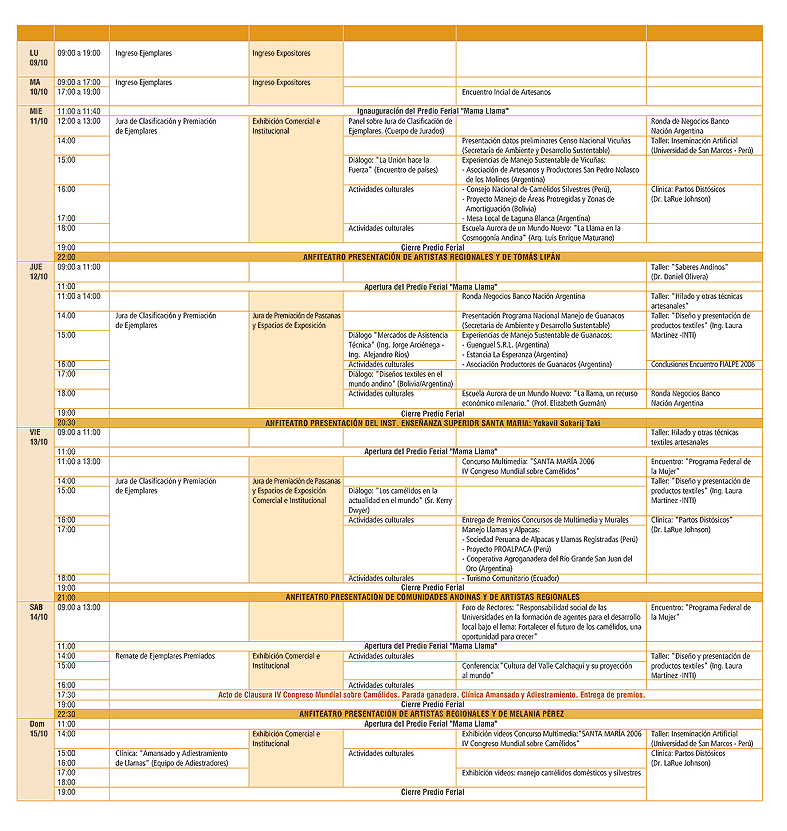 LU
09/10
09:00 a 19:00
Ingreso Ejemplares
Ingreso Expositores
MA
10/10
09:00 a 17:00
Ingreso Ejemplares
Ingreso Expositores
17:00 a 19:00
Encuentro Incial de Artesanos
MIE
11/10
11:00 a 11:40
Ignauguración del Predio Ferial "Mama Llama"
12:00 a 13:00
Jura de Clasificación y Premiación
de Ejemplares
Exhibición Comercial e
Institucional
Panel sobre Jura de Clasificación de
Ejemplares. (Cuerpo de Jurados)
Ronda de Negocios Banco
Nación Argentina
14:00
Presentación datos preliminares Censo Nacional Vicuñas
(Secretaria de Ambiente y Desarrollo Sustentable)
Taller: Inseminación Artificial
(Universidad de San Marcos - Perú)
15:00
Diálogo: "La Unión hace la
Fuerza" (Encuentro de países)
Experiencias de Manejo Sustentable de Vicuñas:
- Asociación de Artesanos y Productores San Pedro Nolasco
de los Molinos (Argentina)
16:00
Actividades culturales
- Consejo Nacional de Camélidos Silvestres (Perú),
- Proyecto Manejo de Áreas Protregidas y Zonas de
Amortiguación (Bolivia)
Clínica: Partos Distósicos
(Dr. LaRue Johnson)
17:00
- Mesa Local de Laguna Blanca (Argentina)
18:00
Actividades culturales
Escuela Aurora de un Mundo Nuevo: "La Llama en la
Cosmogonía Andina" (Arq. Luis Enrique Maturano)
19:00
Cierre Predio Ferial
22:00
ANFITEATRO PRESENTACIÓN DE ARTISTAS REGIONALES Y DE TOMÁS LIPÁN
JUE
12/10
09:00 a 11:00
Taller: "Saberes Andinos"
(Dr. Daniel Olivera)
11:00
Apertura del Predio Ferial "Mama Llama"
11:00 a 14:00
Ronda Negocios Banco Nación Argentina
Taller: "Hilado y otras técnicas
artesanales"
14.00
Jura de Clasificación y Premiación
de Ejemplares
Jura de Premiación de Pascanas
y Espacios de Exposición
Presentación Programa Nacional Manejo de Guanacos
(Secretaria de Ambiente y Desarrollo Sustentable)
Taller: "Diseño y presentación de
productos textiles" (Ing. Laura
Martinez -INTI)
15:00
Diálogo "Mercados de Asistencia
Técnica" (Ing. Jorge Arciénega -
Ing. Alejandro Ríos)
Experiencias de Manejo Sustentable de Guanacos:
- Guenguel S.R.L. (Argentina)
- Estancia La Esperanza (Argentina)
16:00
Actividades culturales
- Asociación Productores de Guanacos (Argentina)
Conclusiones Encuentro FIALPE 2006
17:00
Diálogo: "Diseños textiles en el
mundo andino" (Bolivia/Argentina)
18:00
Actividades culturales
Escuela Aurora de un Mundo Nuevo: "La llama, un recurso
económico milenario." (Prof. Elizabeth Guzmán)
Ronda Negocios Banco
Nación Argentina
19:00
Cierre Predio Ferial
20:30
ANFITEATRO PRESENTACIÓN DEL INST. ENSEÑANZA SUPERIOR SANTA MARIA: Yokavil Sokarij Taki
VIE
13/10
09:00 a 11:00
Taller: Hilado y otras técnicas
textiles artesanales
11:00
Apertura del Predio Ferial "Mama Llama"
11:00 a 13:00
Concurso Multimedia: "SANTA MARÍA 2006
IV Congreso Mundial sobre Camélidos"
Encuentro: "Programa Federal de
la Mujer"
14:00
Jura de Clasificación y Premiación
de Ejemplares
Jura de Premiación de Pascanas
y Espacios de Exposición
Comercial e Institucional
Taller: "Diseño y presentación de
productos textiles" (Ing. Laura
Martinez -INTI)
15:00
Diálogo: "Los camélidos en la
actualidad en el mundo" (Sr. Kerry
Dwyer)
16:00
Actividades culturales
Entrega de Premios Concursos de Multimedia y Murales
Clínica: "Partos Distósicos"
(Dr. LaRue Johnson)
17:00
Manejo Llamas y Alpacas:
- Sociedad Peruana de Alpacas y Llamas Registradas (Perú)
- Proyecto PROALPACA (Perú)
- Cooperativa Agroganadera del Río Grande San Juan del
Oro (Argentina)
18:00
Actividades culturales
- Turismo Comunitario (Ecuador)
19:00
Cierre Predio Ferial
21:00
ANFITEATRO PRESENTACION DE COMUNIDADES ANDINAS Y DE ARTISTAS REGIONALES
SAB
14/10
09:00 a 13:00
Foro de Rectores: "Responsabilidad social de las
Universidades en la formación de agentes para el desarrollo
local bajo el lema: Fortalecer el futuro de los camélidos, una
oportunidad para crecer"
Encuentro: "Programa Federal de
la Mujer"
11:00
Apertura del Predio Ferial "Mama Llama"
14:00
Remate de Ejemplares Premiados
Exhibición Comercial e
Institucional
Actividades culturales
Taller: "Diseño y presentación de
productos textiles" (Ing. Laura
Martinez -INTI)
15:00
Conferencia:"Cultura del Valle Calchaquí y su proyección
al mundo"
16:00
Actividades culturales
17:30
Acto de Clausura IV Congreso Mundial sobre Camélidos. Parada ganadera. Clínica Amansado y Adiestramiento. Entrega de premios.
19:00
Cierre Predio Ferial
22:30
ANFITEATRO PRESENTACIÓN DE ARTISTAS REGIONALES Y DE MELANIA PÉREZ
Dom
15/10
11:00
Apertura del Predio Ferial "Mama Llama"
14:00
Exhibición Comercial e
Institucional
Exhibición videos Concurso Multimedia:"SANTA MARÍA 2006
IV Congreso Mundial sobre Camélidos"
Taller: Inseminación Artificial
(Universidad de San Marcos - Perú)
15:00
16:00
Clínica: "Amansado y Adiestramiento
de Llamas" (Equipo de Adiestradores)
Actividades culturales
Clínica: Partos Distósicos
(Dr. LaRue Johnson)
17:00
Exhibición videos: manejo camélidos domésticos y silvestres
18:00
19:00
Cierre Predio Ferial